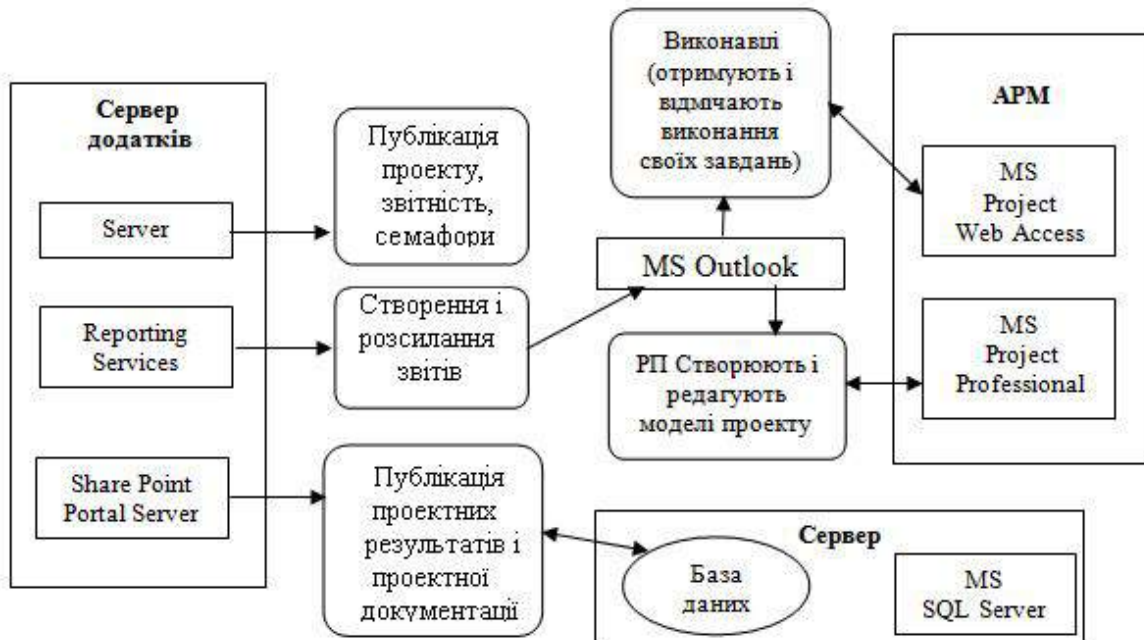 Сервер
додатків
Server
Reporting
Services
Share Point
Portal Server
Публікація
проекту,
звітність,
семафори
Створення і
розсилання
звітів
Публікація
проектних
результатів і
проектної
документації
Виконавці
(отримують і
відмічають
виконання
своїх завдань)
MS Outlook
РП Створюють і
редагують
моделі проекту
АРМ
MS
Project
Web Access
MS
Project
Professional
Сервер
База
даних
MS
SQL Server